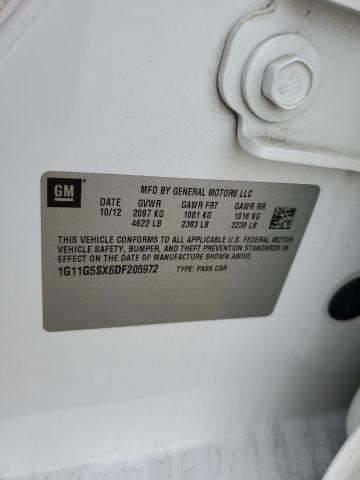 GM
MFD BY GENERAL MOTORS LLC
DATE GVWR GAWR FRT GAWR RR
10/12 2097 KG 1081 KG 1016 KG
4622 LB 2383 LB 2239 LB
THIS VEHICLE CONFORMS TO ALL APPLICABLE U.S. FEDERAL MOTOR
VEHICLE SAFETY, BUMPER, AND THEFT PREVENTION STANDARDS
IN EFFECT ON THE DATE OF MANUFACTURE SHOWN ABOVE.
1G11G5SX6DF205972 TYPE: PASS CAR